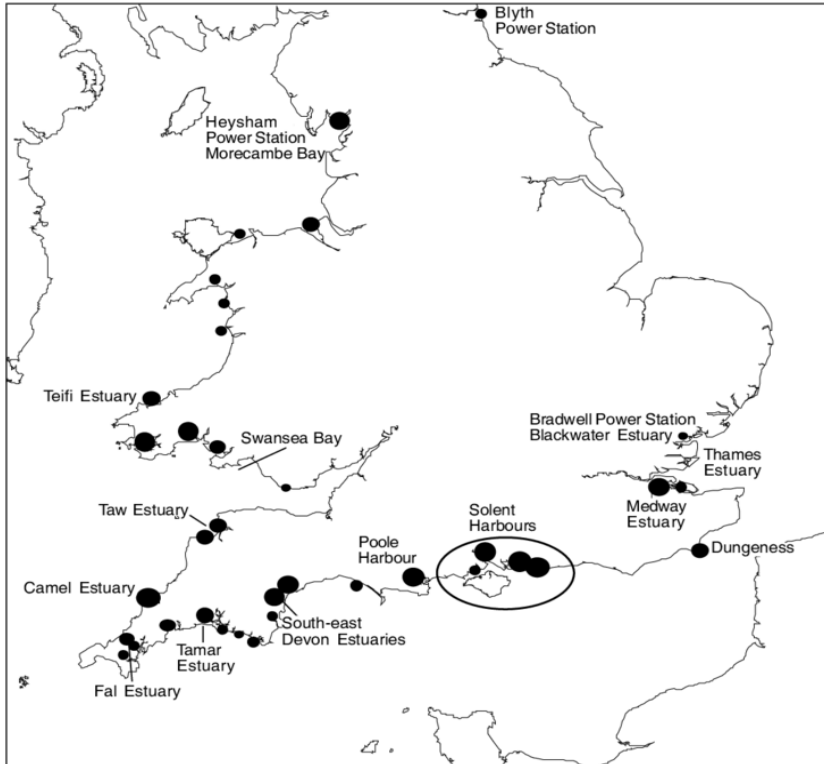 Blyth
Power Station
Heysham
Power Station
Morecambe Bay
Teifi Estuary
Swansea Bay
Bradwell Power Station
Blackwater Estuary
Thames
Estuary
Medway
Estuary
Taw Estuary
Solent
Harbours
Poole
Harbour
Dungeness
Camel Estuary
South-east
Devon Estuaries
Tamar
Estuary
Fal Estuary